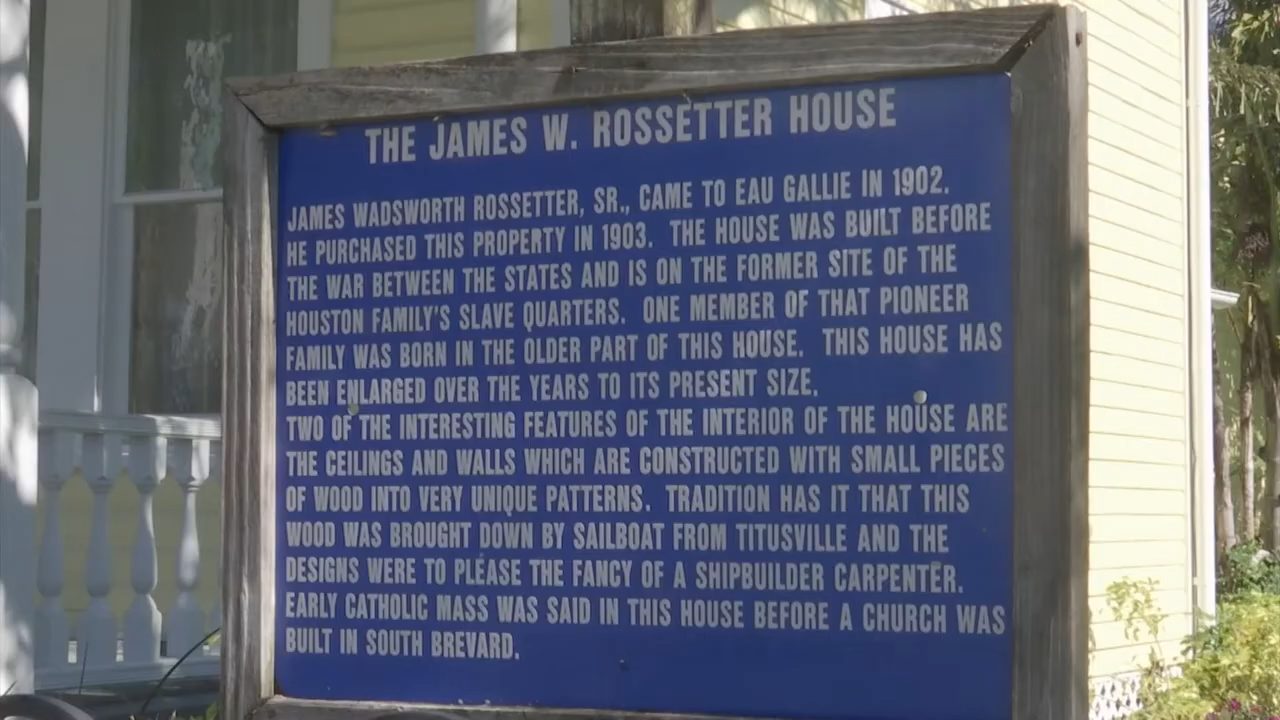 THE JAMES W. ROSSETTER HOUSE
JAMES WADSWORTH ROSSETTER, SR., CAME TO EAU GALLIE IN 1902.
HE PURCHASED THIS PROPERTY IN 1903. THE HOUSE WAS BUILT BEFORE
THE WAR BETWEEN THE STATES AND IS ON THE FORMER SITE OF THE
HOUSTON FAMILY'S SLAVE QUARTERS. ONE MEMBER OF THAT PIONEER
FAMILY WAS BORN IN THE OLDER PART OF THIS HOUSE. THIS HOUSE HAS
BEEN ENLARGED OVER THE YEARS TO ITS PRESENT SIZE.
TWO OF THE INTERESTING FEATURES OF THE INTERIOR OF THE HOUSE ARE
THE CEILINGS AND WALLS WHICH ARE CONSTRUCTED WITH SMALL PIECES
OF WOOD INTO VERY UNIQUE PATTERNS. TRADITION HAS IT THAT THIS
WOOD WAS BROUGHT DOWN BY SAILBOAT FROM TITUSVILLE AND THE
DESIGNS WERE TO PLEASE THE FANCY OF A SHIPBUILDER CARPENTER.
EARLY CATHOLIC MASS WAS SAID IN THIS HOUSE BEFORE A CHURCH WAS
BUILT IN SOUTH BREVARD.